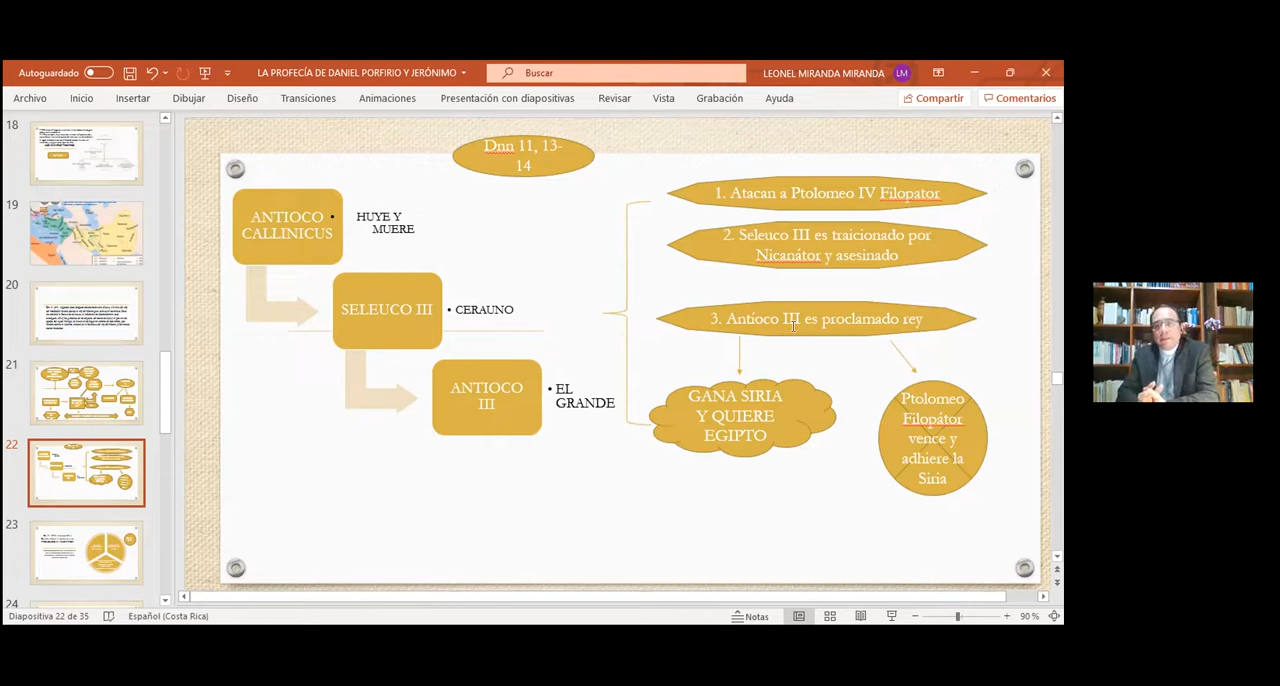 Autoguardado
LA PROFECÍA DE DANIEL PORFIRIO Y JERÓNIMO
Buscar
LEONEL MIRANDA MIRANDA
LM
Archivo Inicio Insertar Dibujar Diseño Transiciones Animaciones Presentación con diapositivas Revisar Vista Grabación Ayuda
Compartir
Comentarios
18
19
20
21
22
23
24
Dnn 11, 13-
14
ANTIOCO
CALLINICUS
• HUYE Y
MUERE
SELEUCO III
• CERAUNO
ANTIOCO
III
• EL
GRANDE
1. Atacan a Ptolomeo IV Filopator
2. Seleuco III es traicionado por
Nicanátor y asesinado
3. Antíoco III es proclamado rey
GANA SIRIA
Y QUIERE
EGIPTO
Ptolomeo
Filopátor
vence y
adhiere la
Siria
Diapositiva 22 de 35
Español (Costa Rica)
Notas
90 %